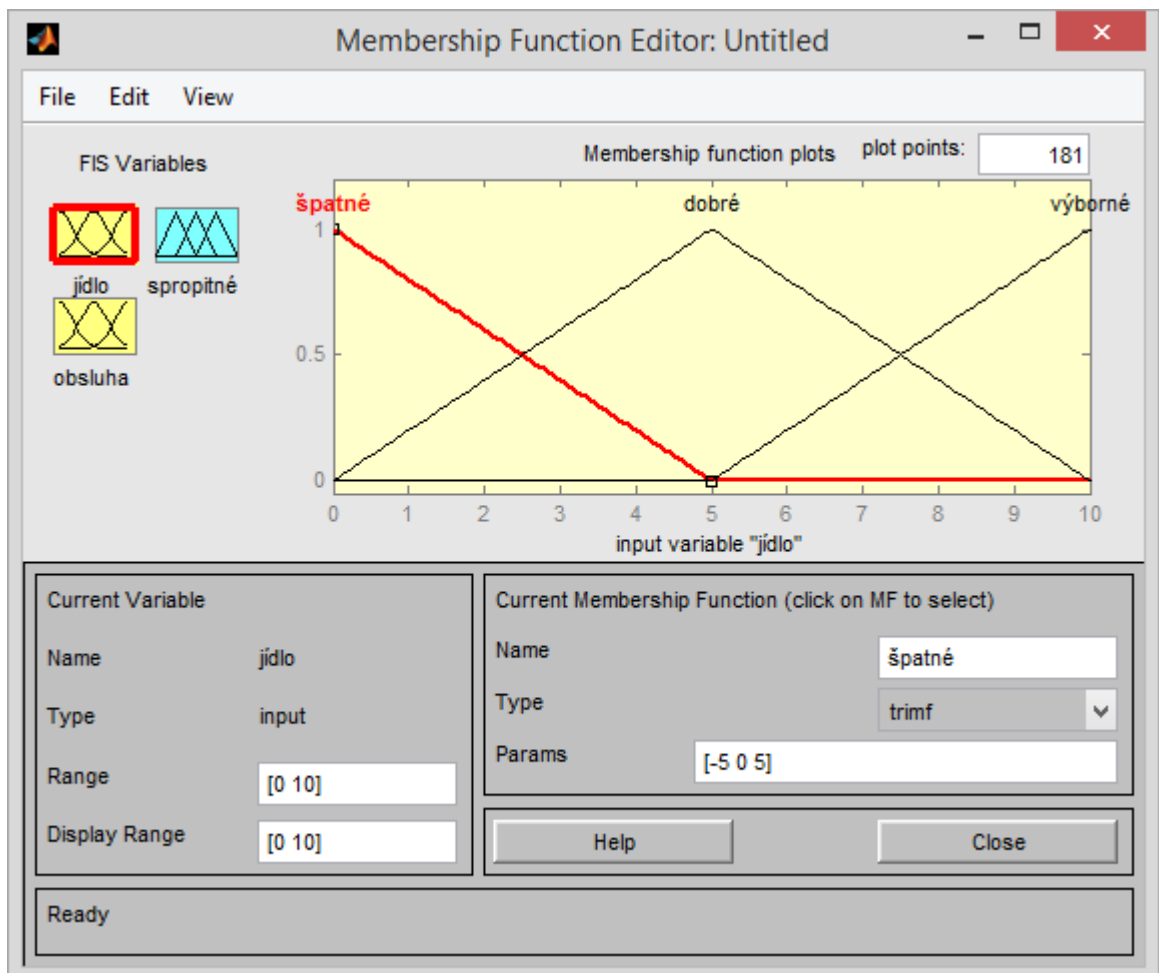 Membership Function Editor: Untitled
File Edit View
FIS Variables
Membership function plots plot points: 181
jídlo spropitné
obsluha
špatné dobré výborné
1
0.5
0
0 1 2 3 4 5 6 7 8 9 10
input variable "jídlo"
Current Variable
Name jídlo
Type input
Range [0 10]
Display Range [0 10]
Current Membership Function (click on MF to select)
Name špatné
Type trimf
Params [-5 0 5]
Help Close
Ready